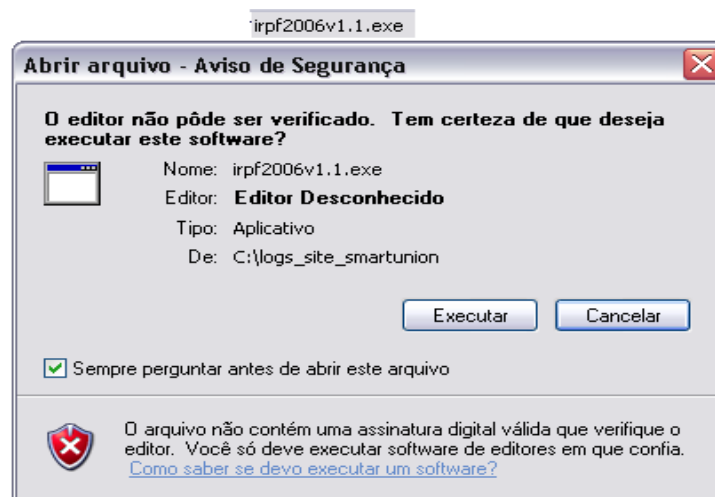 irpf2006v1.1.exe
Abrir arquivo - Aviso de Segurança
O editor não pôde ser verificado. Tem certeza de que deseja
executar este software?
Nome: irpf2006v1.1.exe
Editor: Editor Desconhecido
Tipo: Aplicativo
De: C:\logs_site_smartunion
Executar Cancelar
Sempre perguntar antes de abrir este arquivo
O arquivo não contém uma assinatura digital válida que verifique o
editor. Você só deve executar software de editores em que confia.
Como saber se devo executar um software?